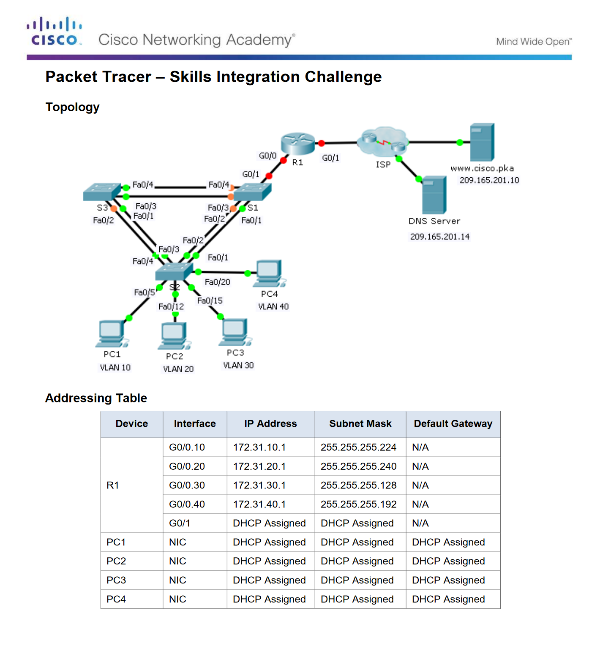 CISCO. Cisco Networking Academy® Mind Wide Open®
Packet Tracer – Skills Integration Challenge
Topology
G0/0 R1 G0/1
G0/1
ISP
www.cisco.pka
209.165.201.10
DNS Server
209.165.201.14
Fa0/4 Fa0/4
S3 Fa0/3 Fa0/3 S1
Fa0/2 Fa0/1 Fa0/2 Fa0/1
Fa0/3 Fa0/2
Fa0/4 Fa0/1
S2
Fa0/5 Fa0/12 Fa0/15 Fa0/20
PC4
VLAN 40
PC1
VLAN 10
PC2
VLAN 20
PC3
VLAN 30
Addressing Table
Device Interface IP Address Subnet Mask Default Gateway
R1
G0/0.10 172.31.10.1 255.255.255.224 N/A
G0/0.20 172.31.20.1 255.255.255.240 N/A
G0/0.30 172.31.30.1 255.255.255.128 N/A
G0/0.40 172.31.40.1 255.255.255.192 N/A
G0/1 DHCP Assigned DHCP Assigned N/A
PC1 NIC DHCP Assigned DHCP Assigned DHCP Assigned
PC2 NIC DHCP Assigned DHCP Assigned DHCP Assigned
PC3 NIC DHCP Assigned DHCP Assigned DHCP Assigned
PC4 NIC DHCP Assigned DHCP Assigned DHCP Assigned